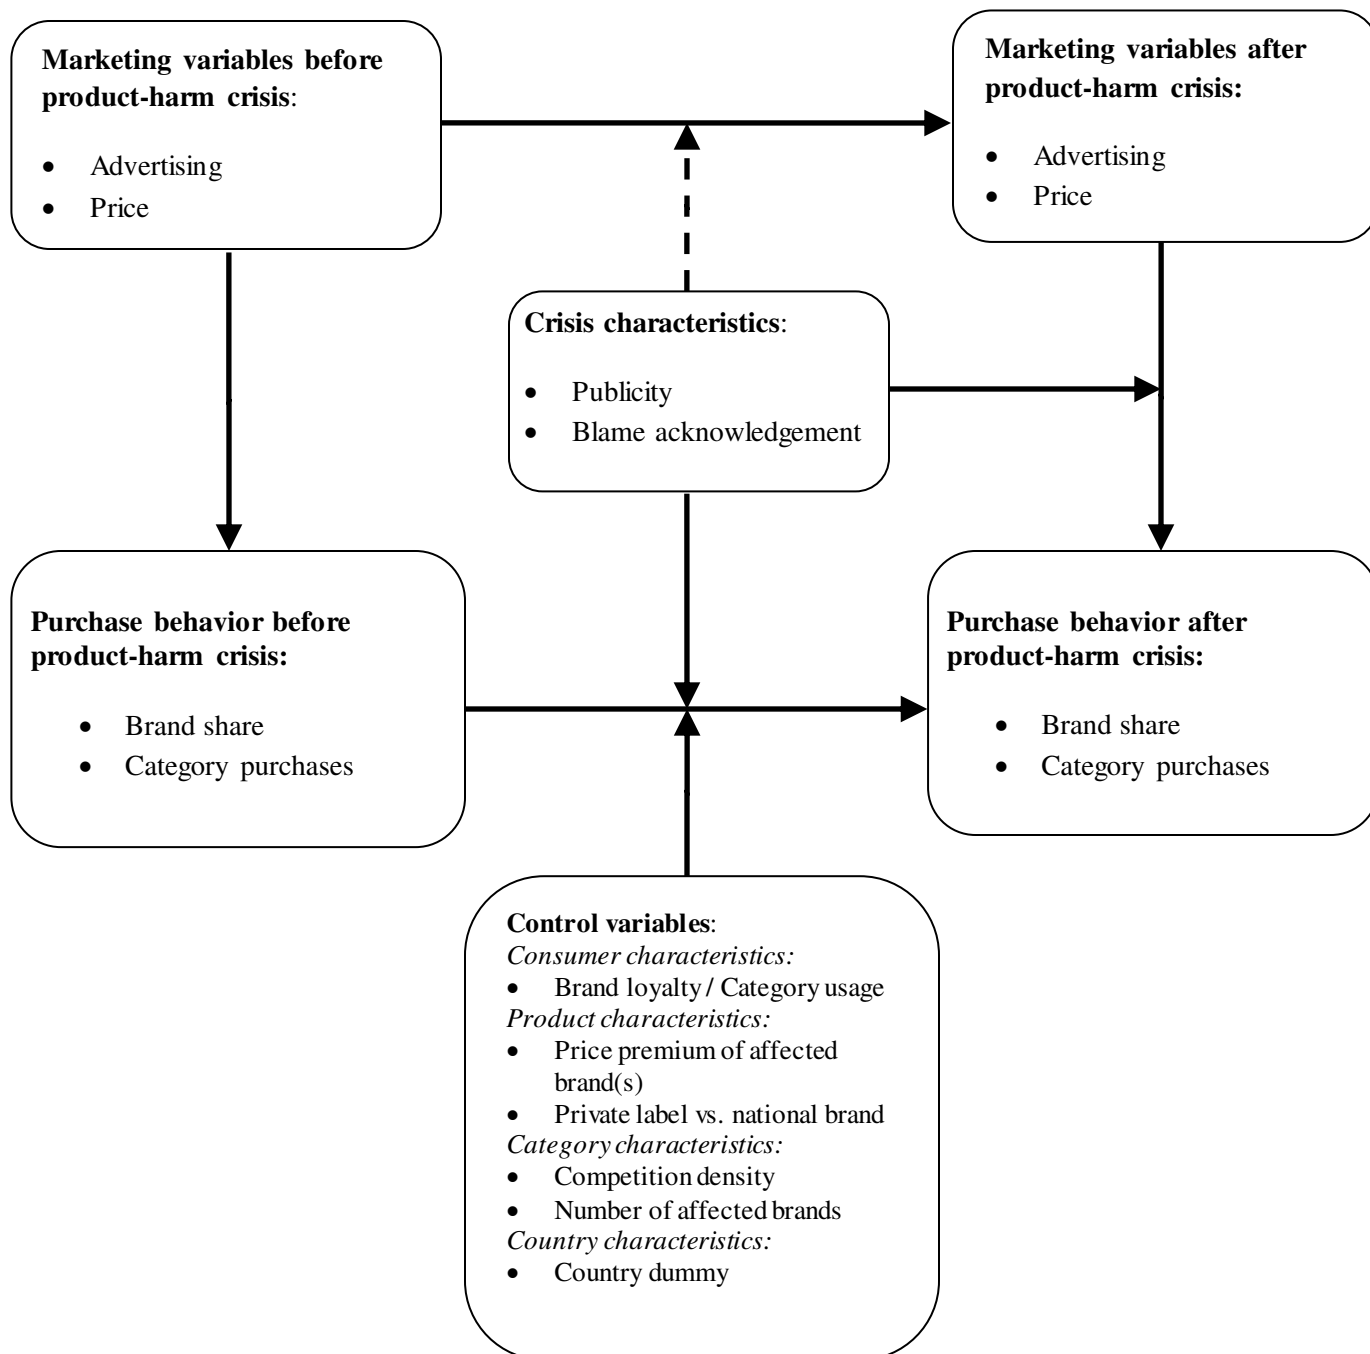 Marketing variables before
product-harm crisis:
• Advertising
• Price
Marketing variables after
product-harm crisis:
• Advertising
• Price
Crisis characteristics:
• Publicity
• Blame acknowledgement
Purchase behavior before
product-harm crisis:
• Brand share
• Category purchases
Purchase behavior after
product-harm crisis:
• Brand share
• Category purchases
Control variables:
Consumer characteristics:
• Brand loyalty / Category usage
Product characteristics:
• Price premium of affected
brand(s)
• Private label vs. national brand
Category characteristics:
• Competition density
• Number of affected brands
Country characteristics:
• Country dummy